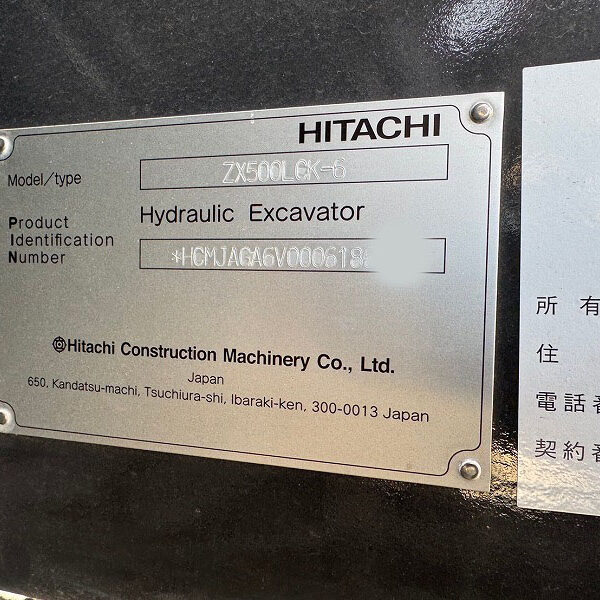 HITACHI
Model/type ZX500LCK-6
Hydraulic Excavator
Product
Identification
Number
*HCMJAGA6V000618
Hitachi Construction Machinery Co., Ltd.
Japan
650, Kandatsu-machi, Tsuchiura-shi, Ibaraki-ken, 300-0013 Japan
所有
住
電話番
契約番